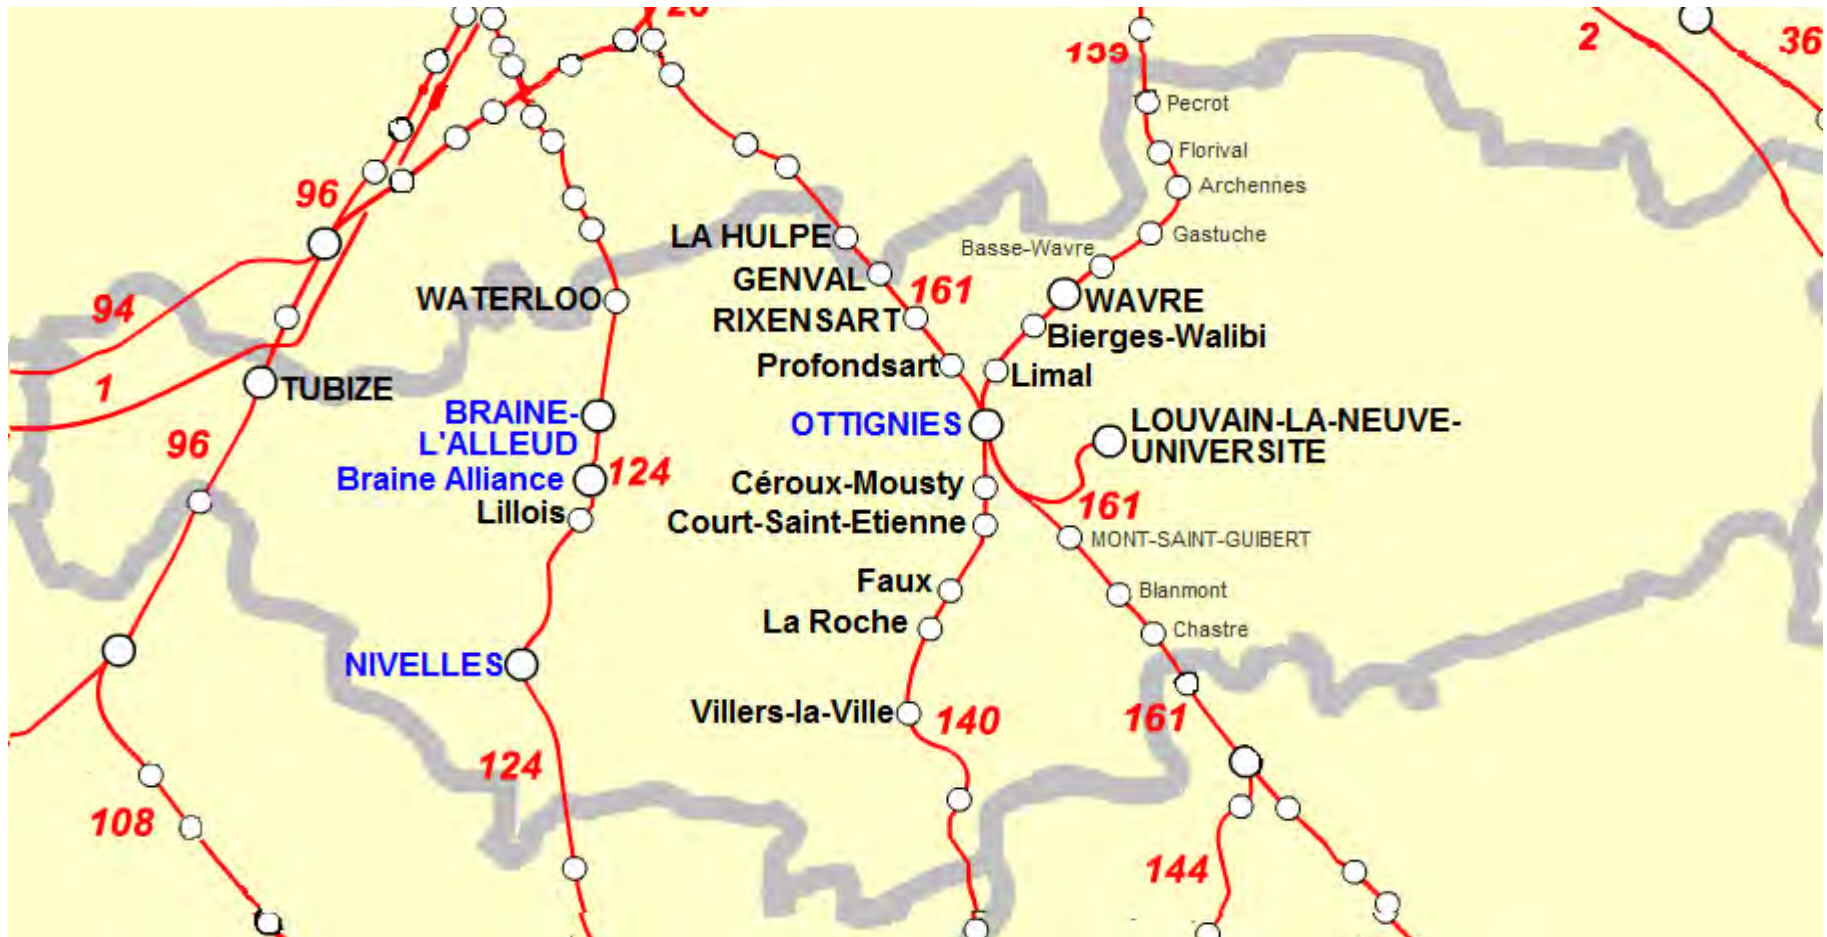 2
36
139
Pecrot
Florival
96
Archennes
LA HULPE
Gastuche
Basse-Wavre
GENVAL
161
WATERLOO
WAVRE
94
RIXENSART
Bierges-Walibi
Profondsart
Limal
1
TUBIZE
BRAINE-
L'ALLEUD
OTTIGNIES
LOUVAIN-LA-NEUVE-
UNIVERSITE
96
Braine Alliance
124
Céroux-Mousty
161
Lillois
Court-Saint-Etienne
MONT-SAINT-GUIBERT
Faux
Blanmont
La Roche
Chastre
NIVELLES
Villers-la-Ville
140
161
124
108
144